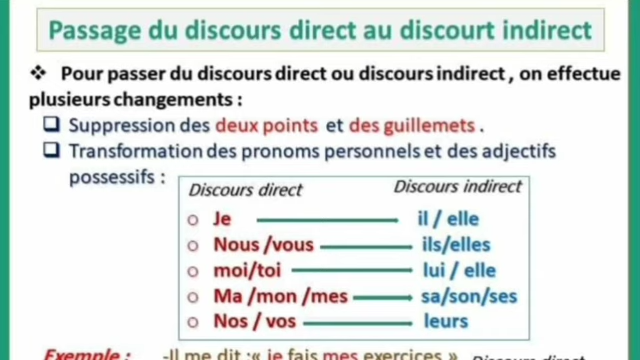 Passage du discours direct au discourt indirect
❖ Pour passer du discours direct ou discours indirect , on effectue
plusieurs changements :
❑ Suppression des deux points et des guillemets .
❑ Transformation des pronoms personnels et des adjectifs
possessifs :
Discours direct Discours indirect
o Je il / elle
o Nous /vous ils/elles
o moi/toi lui / elle
o Ma /mon /mes sa/son/ses
o Nos / vos leurs
Exemple : -Il me dit :« je fais mes exercices » Discours direct